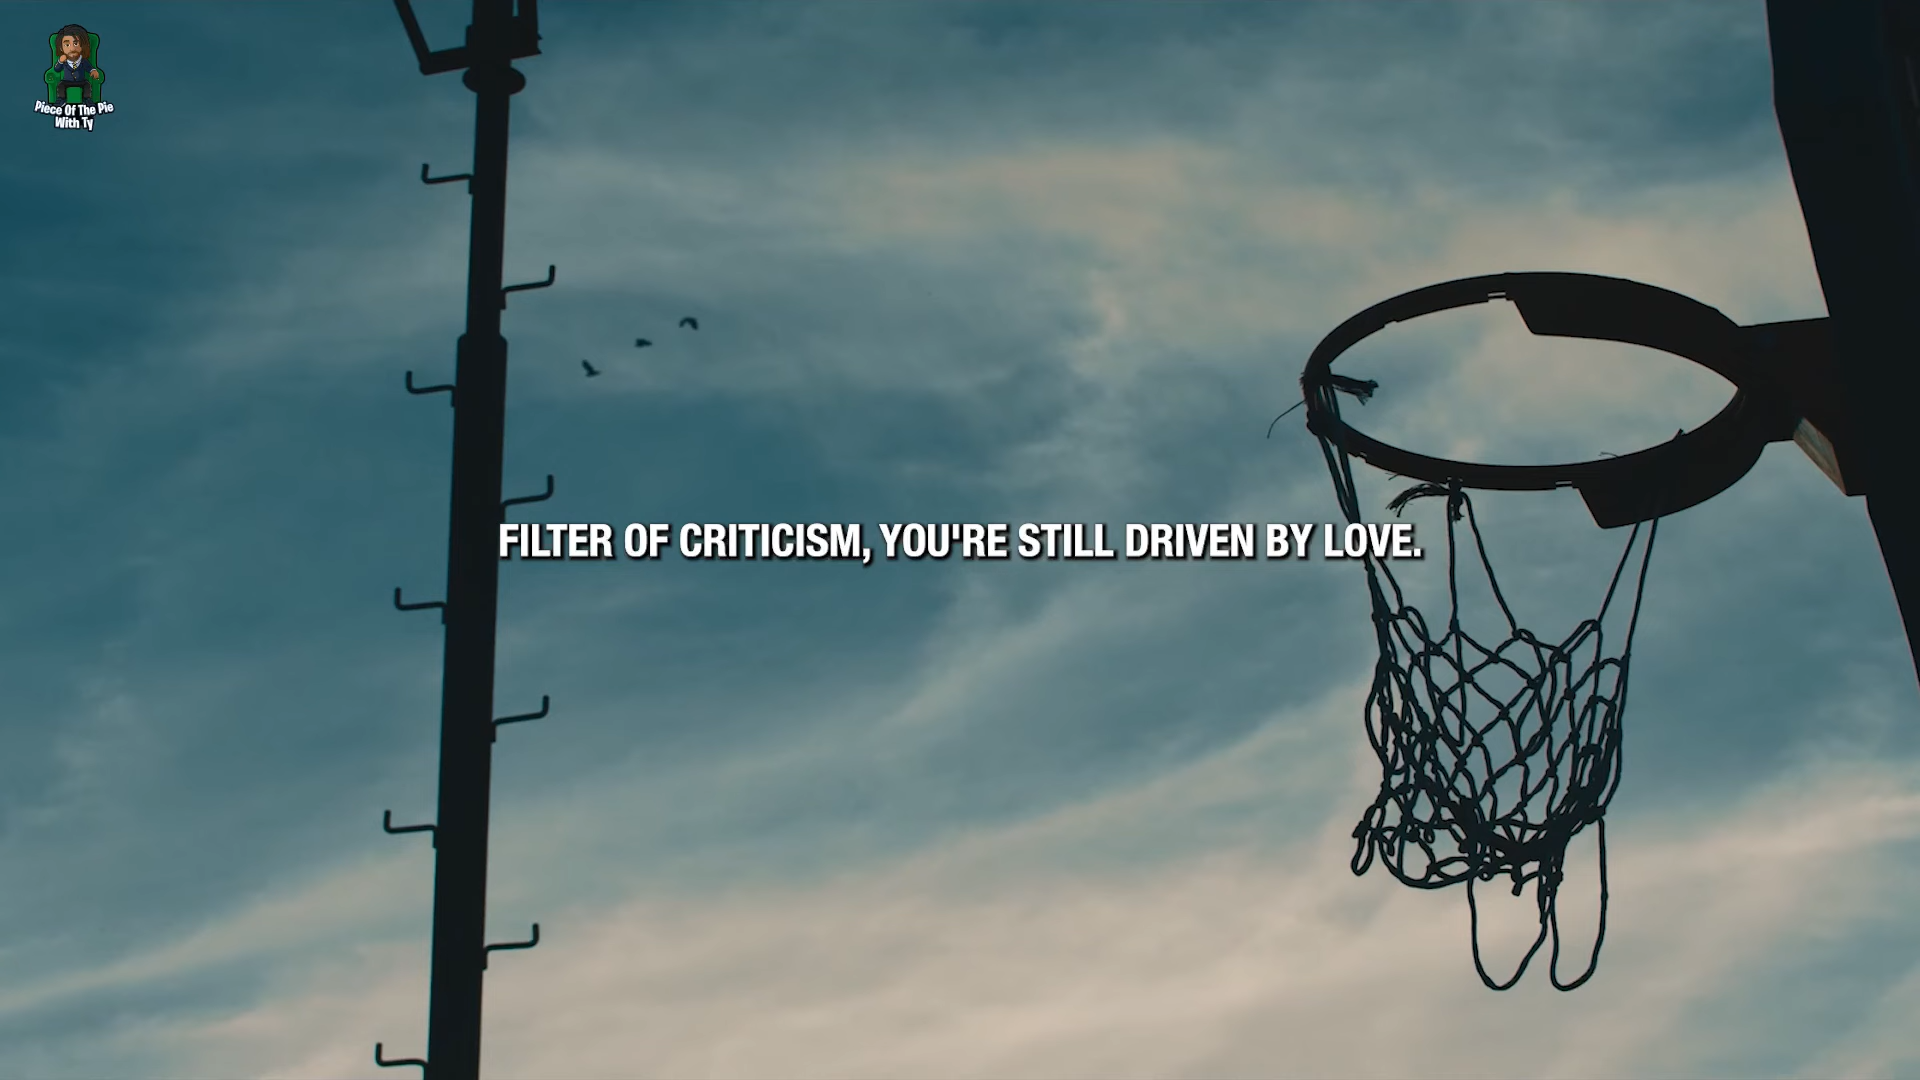 Piece Of The Pie
With Ty
FILTER OF CRITICISM, YOU'RE STILL DRIVEN BY LOVE.